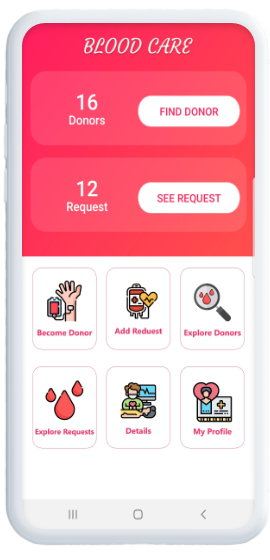 BLOOD CARE
16
Donors
FIND DONOR
12
Request
SEE REQUEST
Become Donor
Add Reduest
Explore Donors
Explore Requests
Details
My Profile